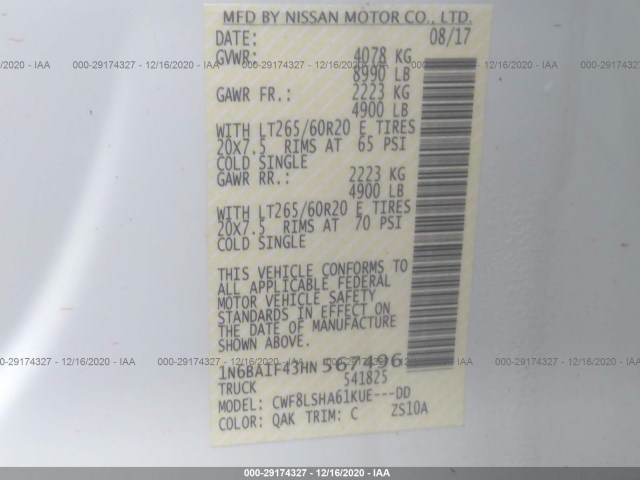 MFD BY NISSAN MOTOR CO., LTD.
DATE: 08/17
GVWR: 4078 KG
8990 LB
GAWR FR.: 2223 KG
4900 LB
WITH LT265/60R20 E TIRES
20x7.5 RIMS AT 65 PSI
COLD SINGLE
GAWR RR.: 2223 KG
4900 LB
WITH LT265/60R20 E TIRES
20x7.5 RIMS AT 70 PSI
COLD SINGLE
THIS VEHICLE CONFORMS TO
ALL APPLICABLE FEDERAL
MOTOR VEHICLE SAFETY
STANDARDS IN EFFECT ON
THE DATE OF MANUFACTURE
SHOWN ABOVE.
1N6BA1F43HN 567496
TRUCK 541825
MODEL: CWF8LSHA61KUE---DD
COLOR: QAK TRIM: C ZS10A
000-29174327 - 12/16/2020 - IAA